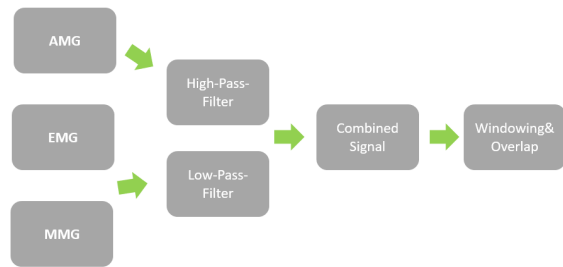 AMG
EMG
MMG
High-Pass-
Filter
Low-Pass-
Filter
Combined
Signal
Windowing&
Overlap